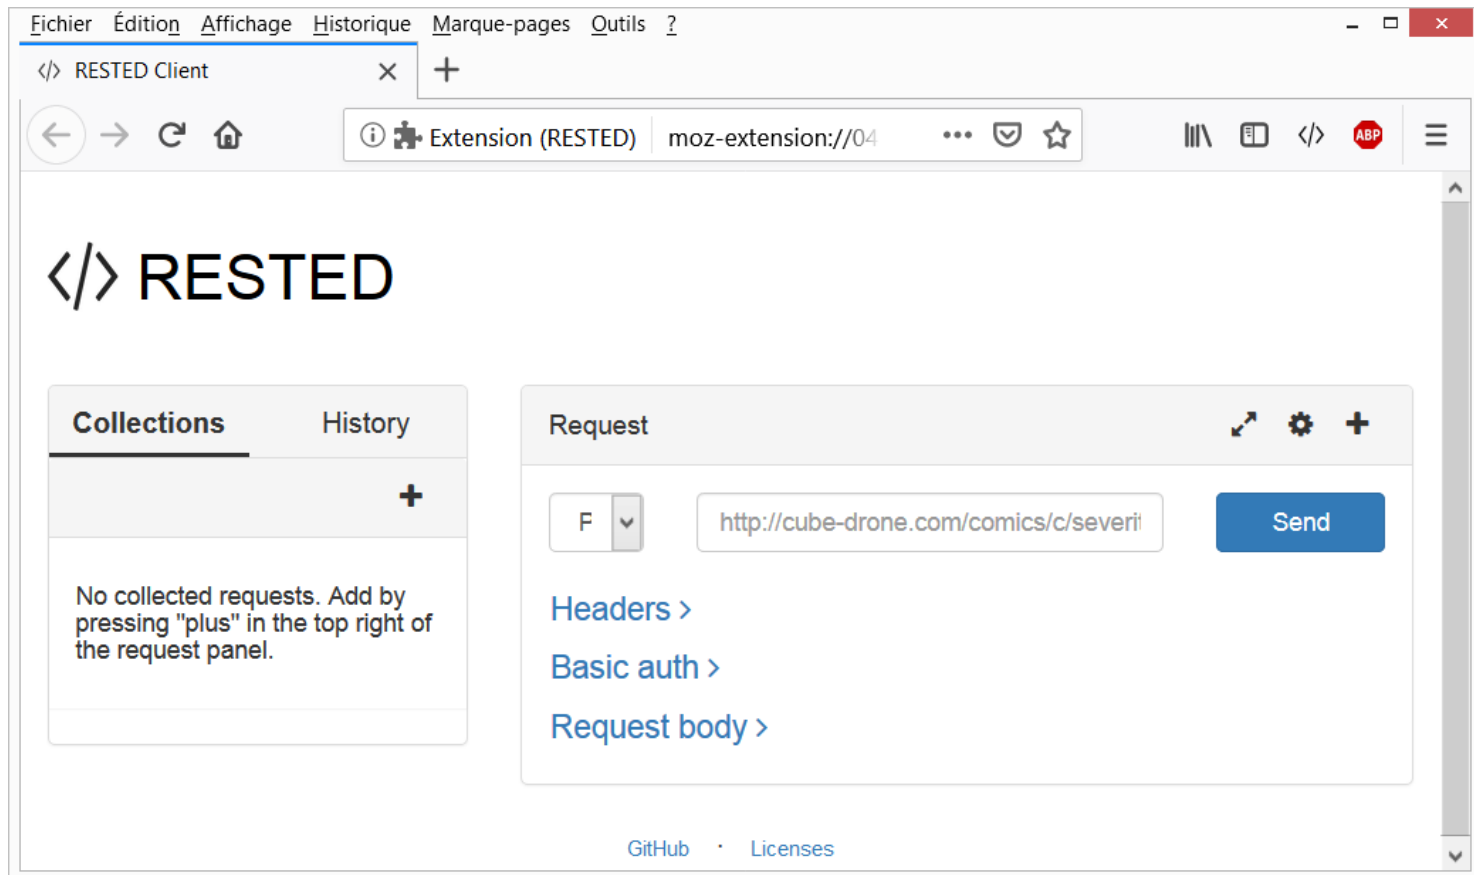 Fichier Édition Affichage Historique Marque-pages Outils ?
</> RESTED Client
Extension (RESTED) moz-extension://04
ABP
</> RESTED
Collections History
Request
http://cube-drone.com/comics/c/severit
Send
No collected requests. Add by
pressing "plus" in the top right of
the request panel.
Headers >
Basic auth >
Request body >
GitHub · Licenses